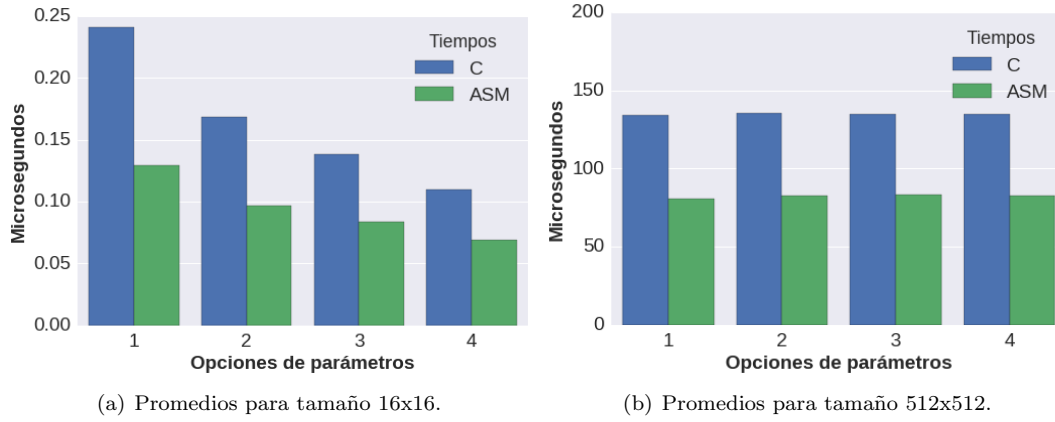 0.25
0.20
0.15
0.10
0.05
0.00
Microsegundos
Tiempos
C
ASM
1 2 3 4
Opciones de parámetros
(a) Promedios para tamaño 16x16.
200
150
100
50
0
Microsegundos
Tiempos
C
ASM
1 2 3 4
Opciones de parámetros
(b) Promedios para tamaño 512x512.